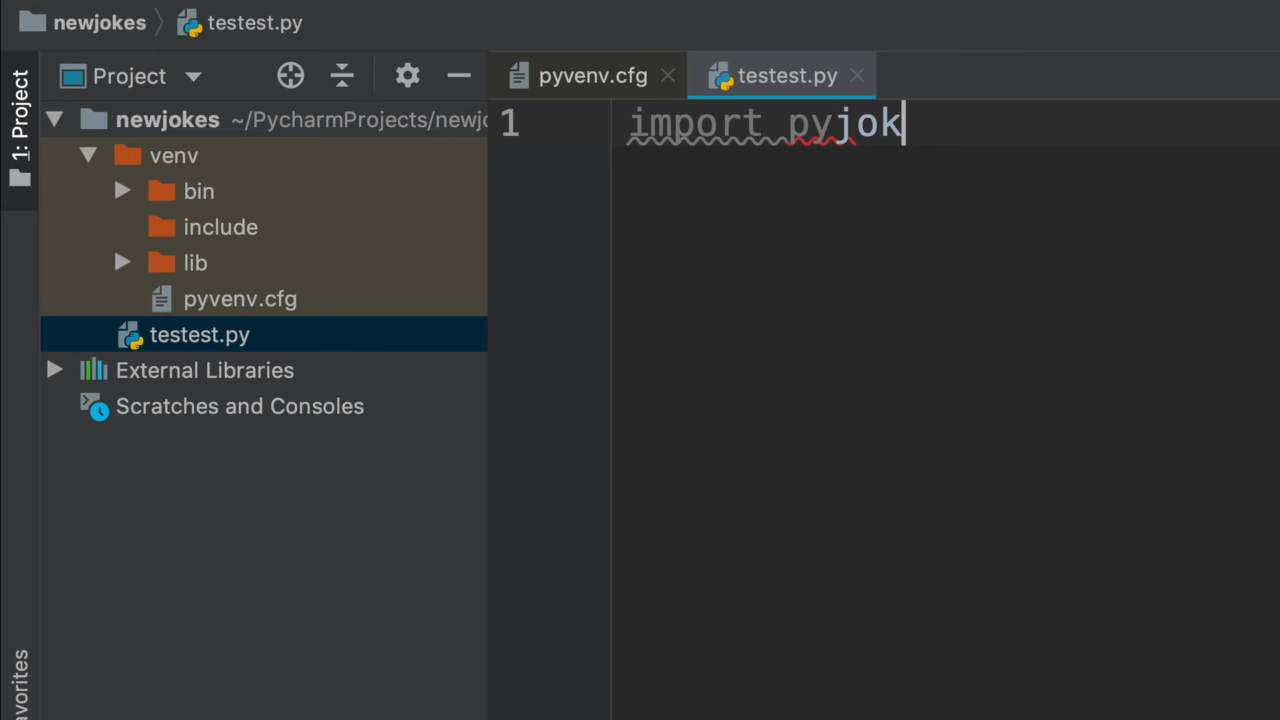 newjokes testest.py
1: Project
Project
pyvenv.cfg
testest.py
newjokes ~/PycharmProjects/newjo
venv
bin
include
lib
pyvenv.cfg
testest.py
External Libraries
Scratches and Consoles
1 import pyjok
avorites